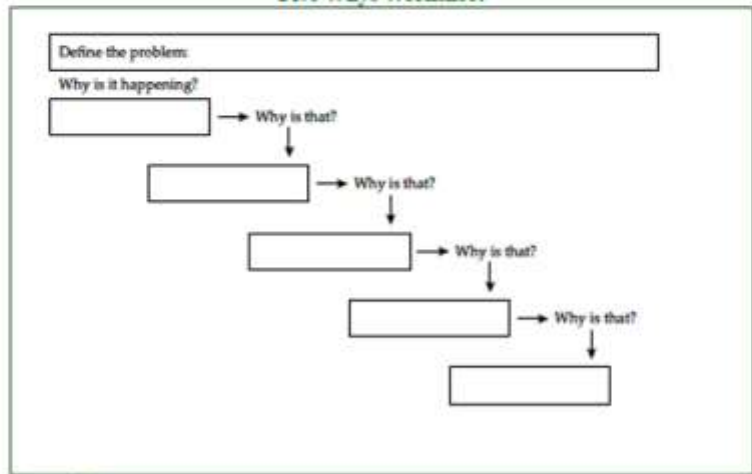 Define the problem:
Why is it happening?
Why is that?
Why is that?
Why is that?
Why is that?